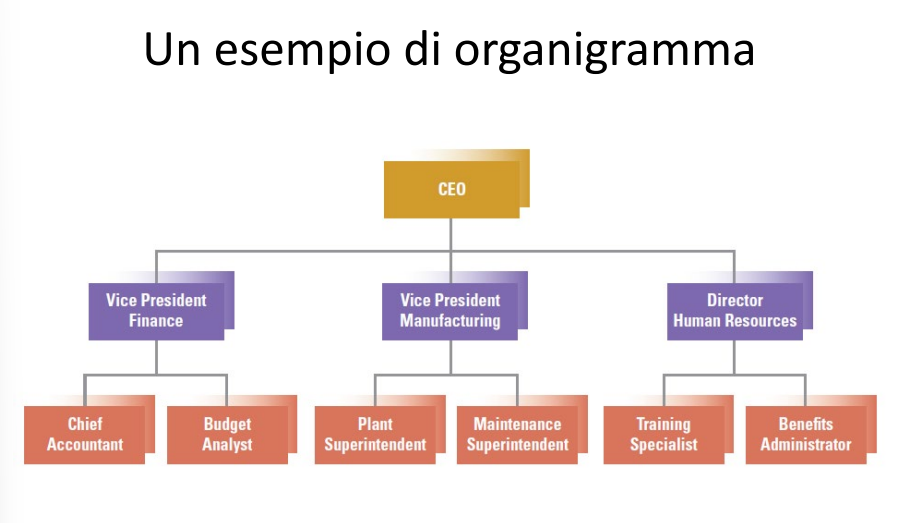 Un esempio di organigramma
CEO
Vice President
Finance
Vice President
Manufacturing
Director
Human Resources
Chief
Accountant
Budget
Analyst
Plant
Superintendent
Maintenance
Superintendent
Training
Specialist
Benefits
Administrator